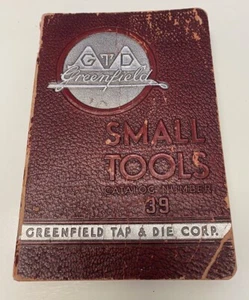 GTD
Greenfield
SMALL
TOOLS
CATALOG NUMBER
39
GREENFIELD TAP & DIE CORP.